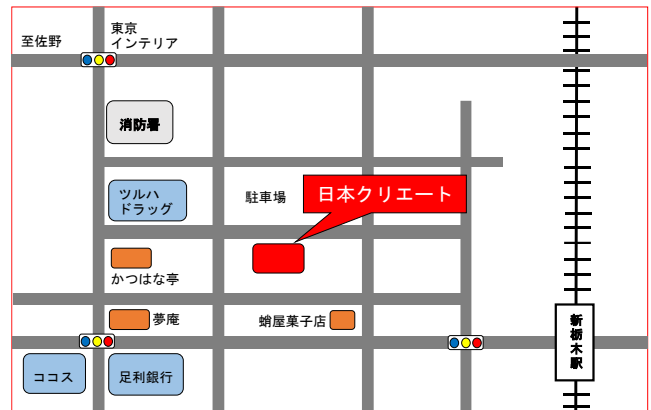 東京
インテリア
至佐野
消防署
ツルハ
ドラッグ
駐車場
日本クリエート
かつはな亭
夢庵
蛸屋菓子店
新栃木駅
ココス
足利銀行